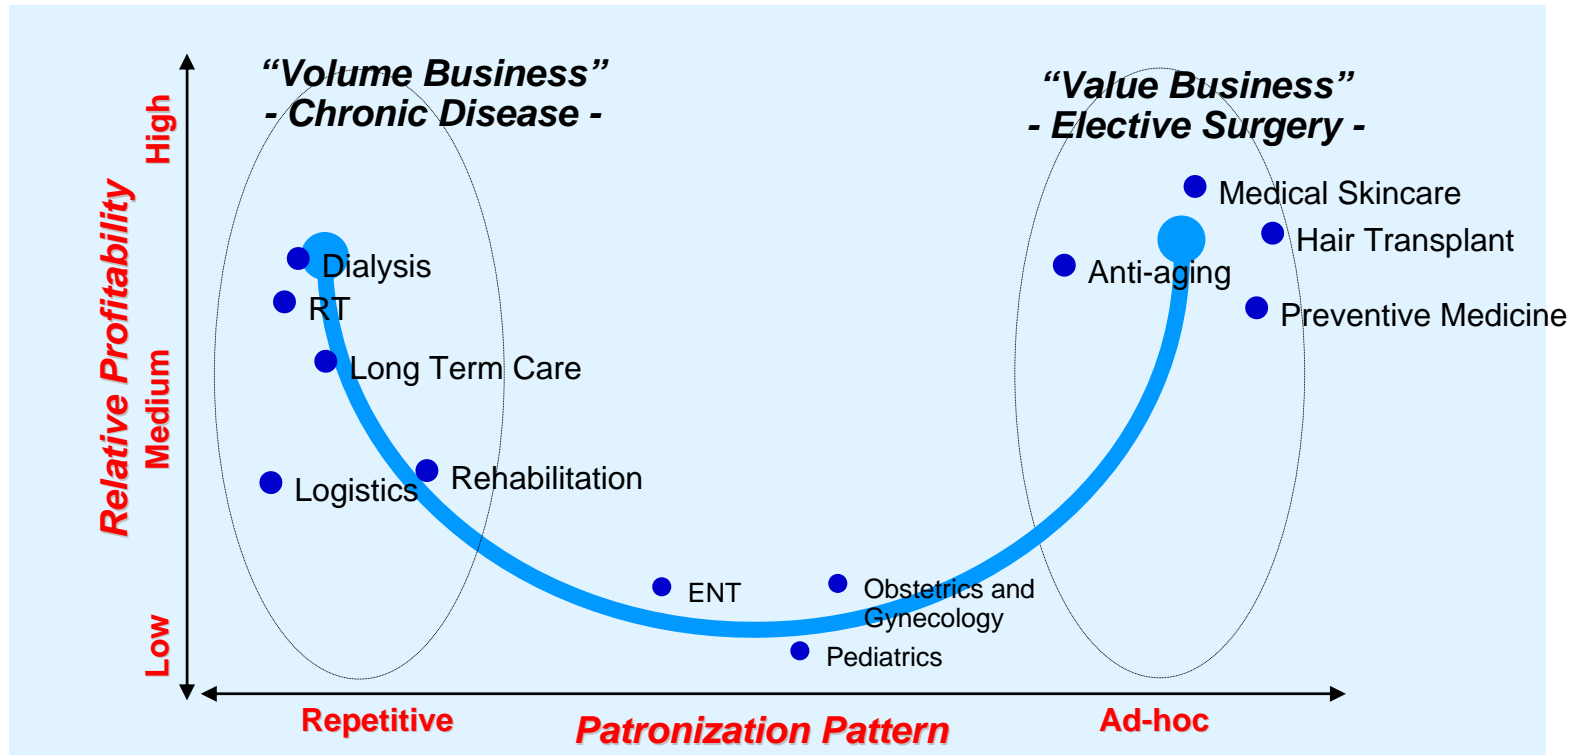 “Volume Business”
- Chronic Disease -
“Value Business”
- Elective Surgery -
High
Medium
Low
Relative Profitability
Medical Skincare
Hair Transplant
Anti-aging
Preventive Medicine
Dialysis
RT
Long Term Care
Logistics
Rehabilitation
ENT
Obstetrics and
Gynecology
Pediatrics
Repetitive
Patronization Pattern
Ad-hoc